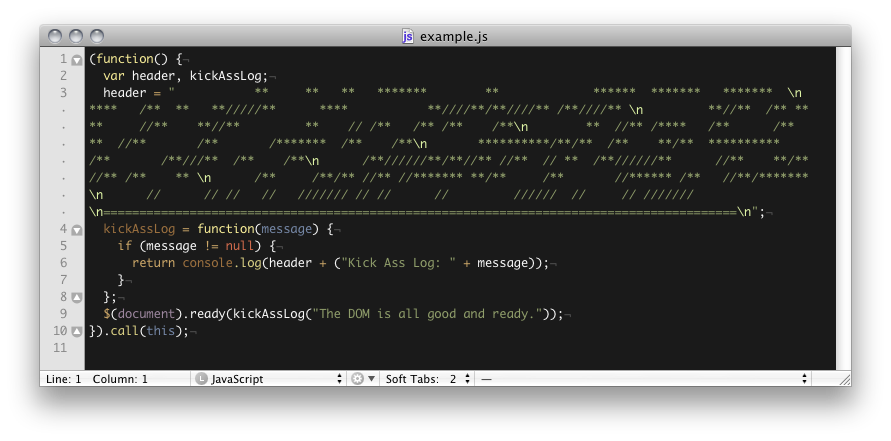 example.js
1 (function() {¬
2 var header, kickAssLog;¬
3 header = "           **     **   **   *******        **             ******  *******   *******  \n
****   /**  **   **/////**      ****           **////**/**////** /**////** \n         **//**  /** **
**     //**    **//**         **    // /**   /** /**    /**\n        **  //** /****   /**      /**
**  //**       /**       /*******  /**    /**\n       **********/**/**  /**    **/**  **********
/**       /**///**  /**    /**\n      /**//////**/**//** //**  // **  /**//////**      //**    **/**
//** /**    ** \n      /**     /**/** //** //******* **/**     /**       //****** /**   //**/*******
\n      //      // //   //   /////// // //      //         //////  //     // ///////
\n========================================================================================\n";¬
4 kickAssLog = function(message) {¬
5 if (message != null) {¬
6 return console.log(header + ("Kick Ass Log: " + message));¬
7 }¬
8 };¬
9 $(document).ready(kickAssLog("The DOM is all good and ready."));¬
10 }).call(this);¬
11
Line: 1 Column: 1 L JavaScript Soft Tabs: 2 —